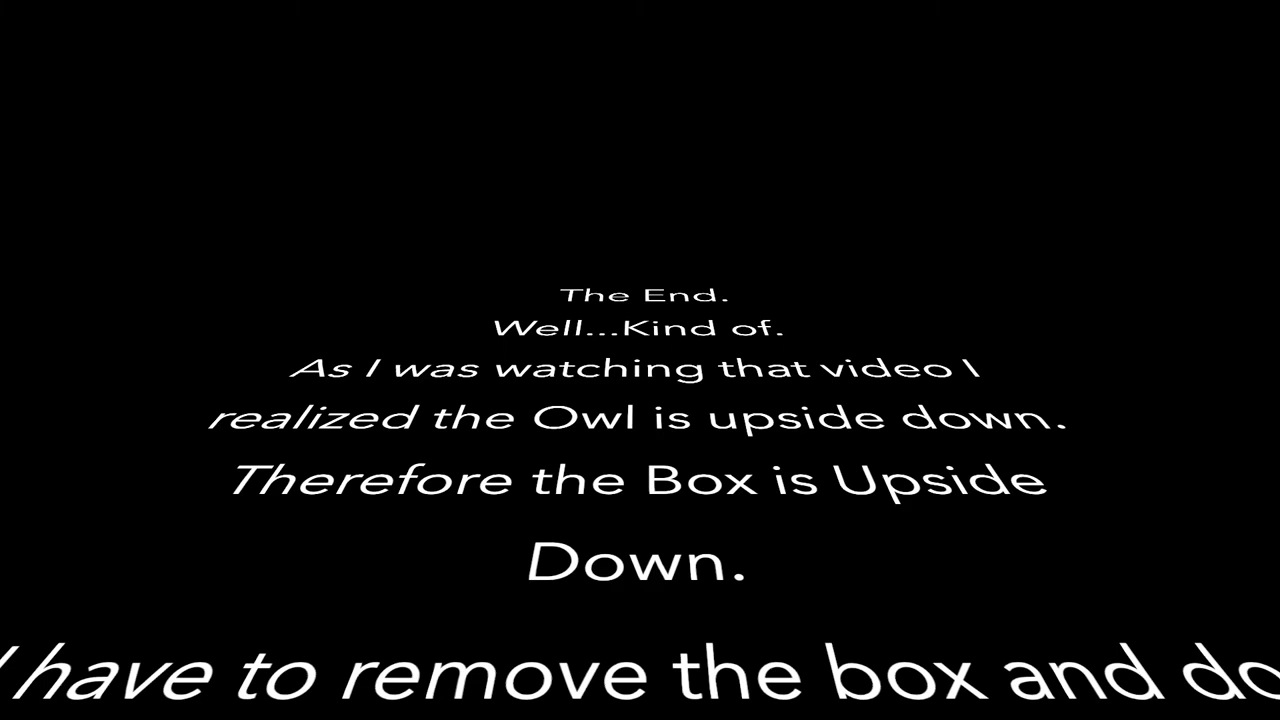 The End.
Well...Kind of.
As I was watching that video I
realized the Owl is upside down.
Therefore the Box is Upside
Down.
I have to remove the box and do